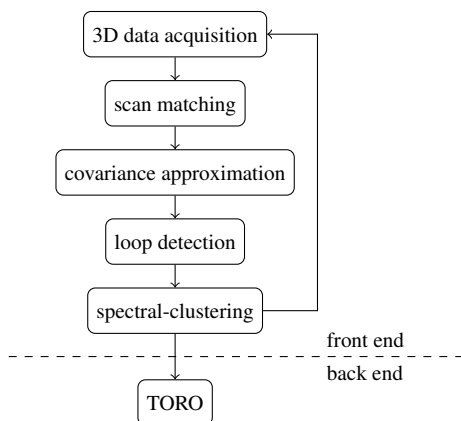 3D data acquisition
scan matching
covariance approximation
loop detection
spectral-clustering
front end
back end
TORO